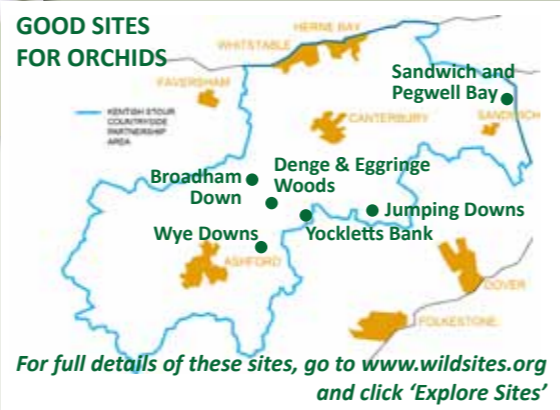 GOOD SITES
FOR ORCHIDS
HERNE BAY
WHITSTABLE
FAVERSHAM
Sandwich and
Pegwell Bay
SANDWICH
KENTISH STOUR
COUNTRYSIDE
PARTNERSHIP
AREA
CANTERBURY
Broadham
Down
Denge & Eggringe
Woods
Jumping Downs
Wye Downs
Yockletts Bank
ASHFORD
DOVER
FOLKESTONE
For full details of these sites, go to www.wildsites.org
and click ‘Explore Sites’